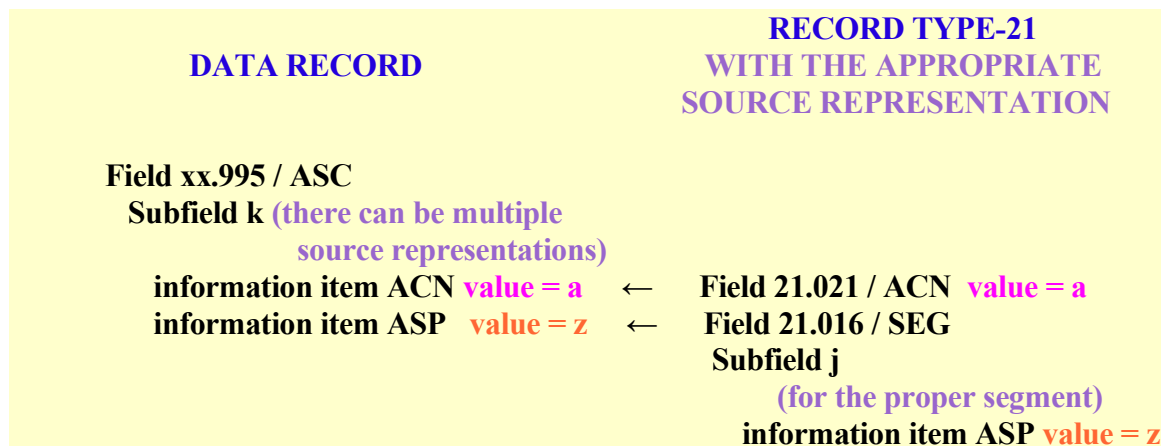 DATA RECORD
RECORD TYPE-21
WITH THE APPROPRIATE
SOURCE REPRESENTATION
Field xx.995 / ASC
Subfield k (there can be multiple
source representations)
information item ACN value = a ← Field 21.021 / ACN value = a
information item ASP value = z ← Field 21.016 / SEG
Subfield j
(for the proper segment)
information item ASP value = z